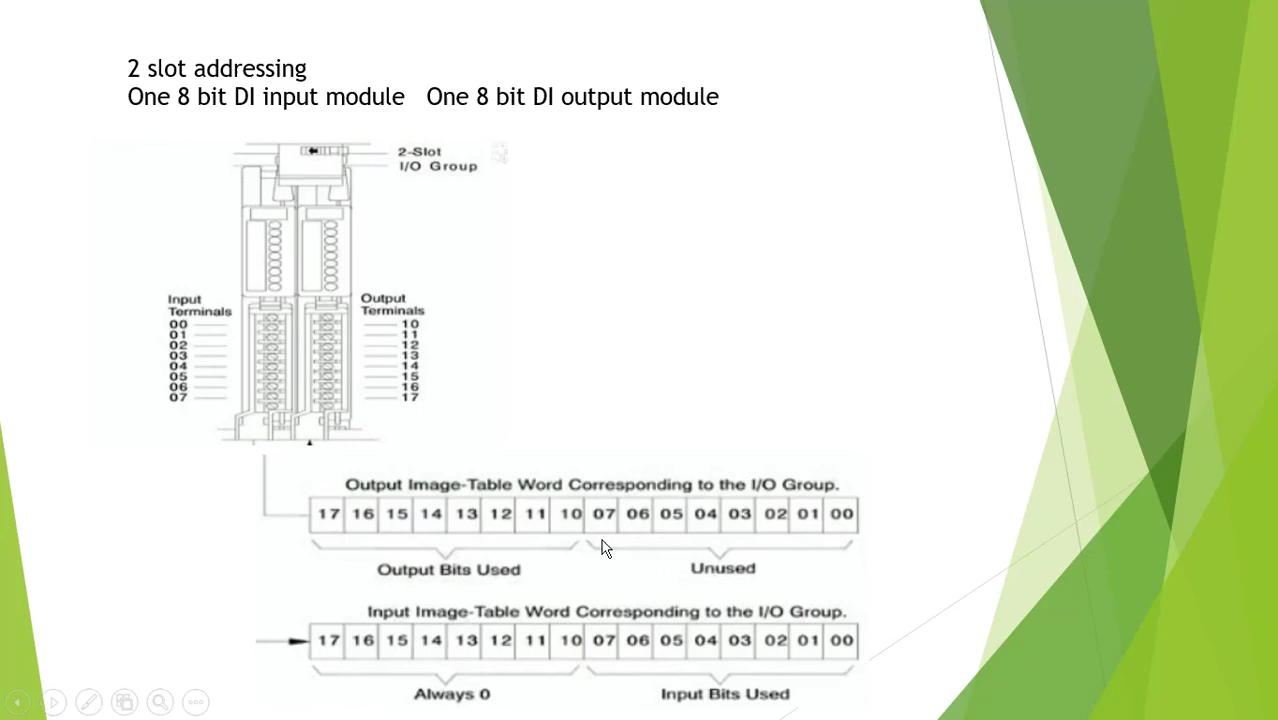 2 slot addressing
One 8 bit DI input module One 8 bit DI output module
2-Slot
I/O Group
Input
Terminals
00
01
02
03
04
05
06
07
Output
Terminals
10
11
12
13
14
15
16
17
Output Image-Table Word Corresponding to the I/O Group.
17 16 15 14 13 12 11 10 07 06 05 04 03 02 01 00
Output Bits Used Unused
Input Image-Table Word Corresponding to the I/O Group.
17 16 15 14 13 12 11 10 07 06 05 04 03 02 01 00
Always 0 Input Bits Used